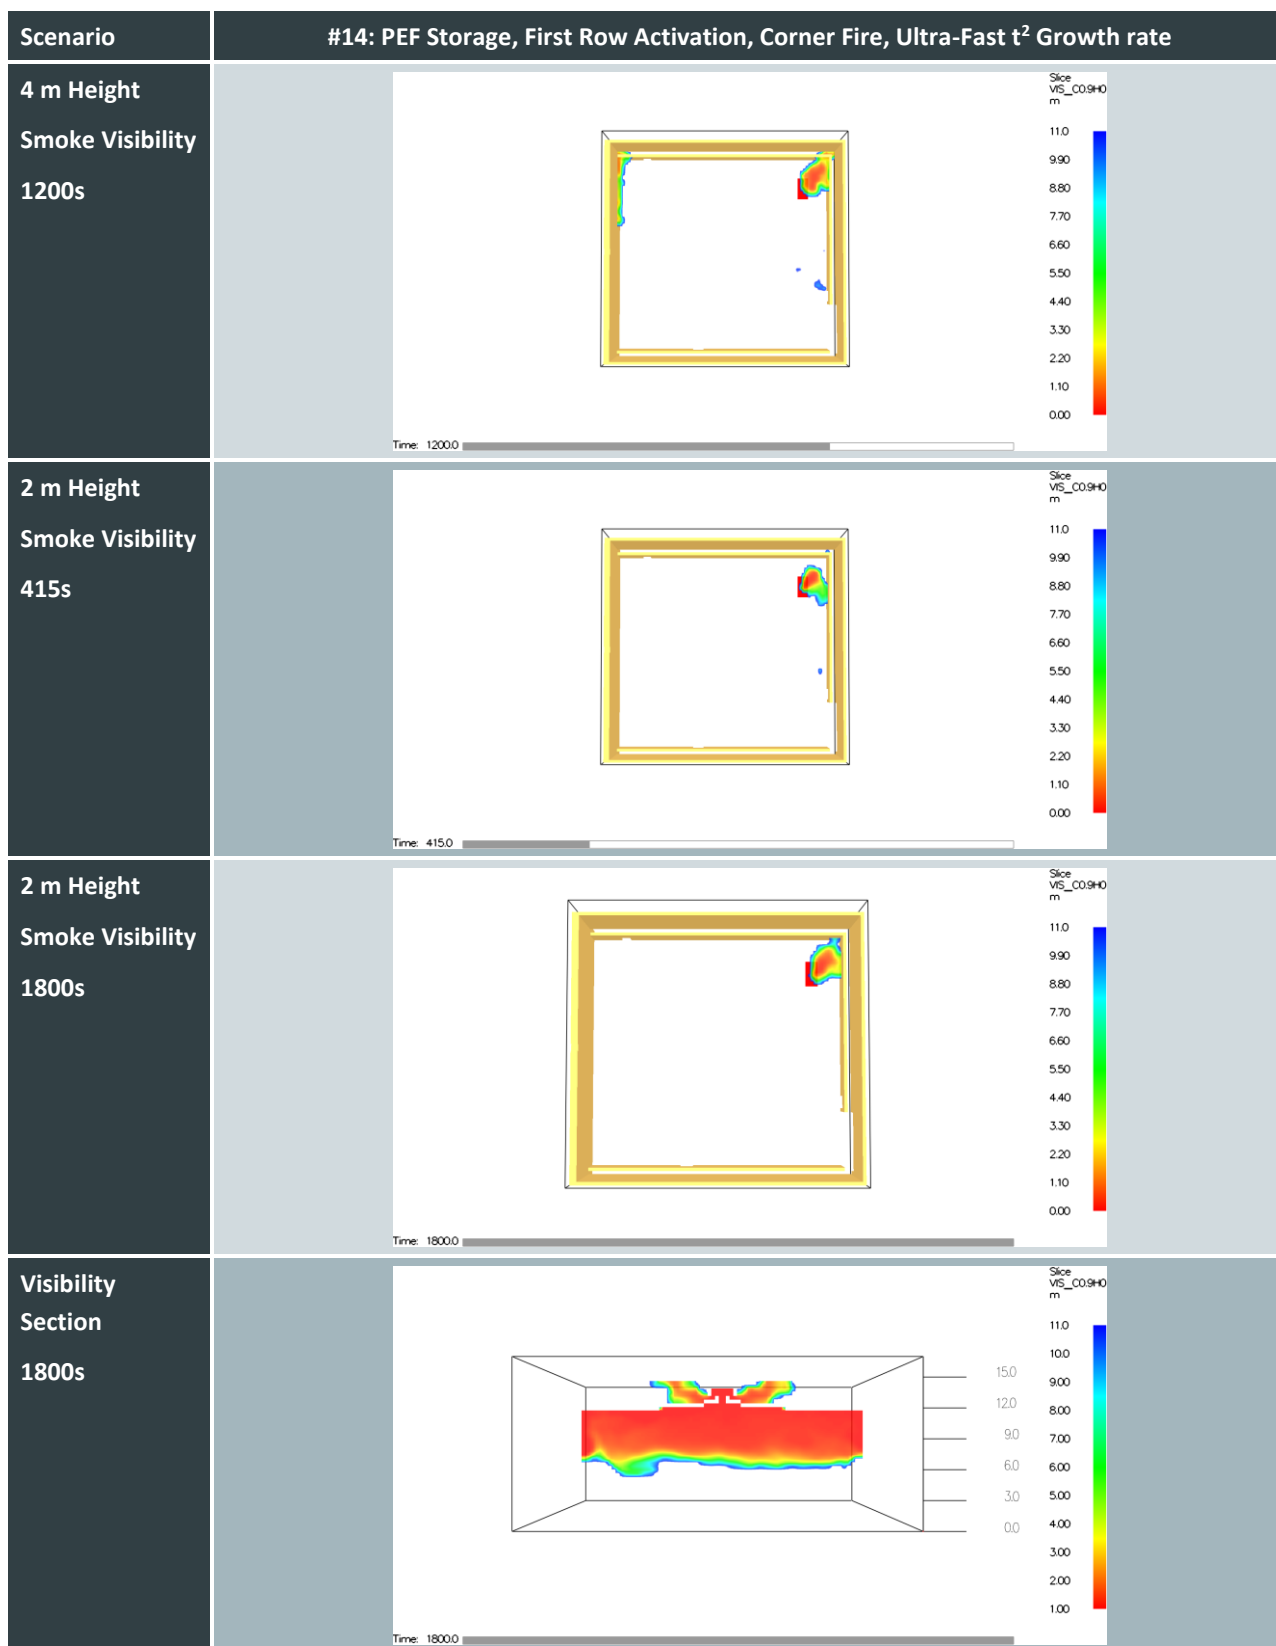 Scenario
#14: PEF Storage, First Row Activation, Corner Fire, Ultra-Fast t² Growth rate
4 m Height
Smoke Visibility
1200s
Slice
VIS_C0.9H0
m
11.0
9.90
8.80
7.70
6.60
5.50
4.40
3.30
2.20
1.10
0.00
Time: 1200.0
2 m Height
Smoke Visibility
415s
Slice
VIS_C0.9H0
m
11.0
9.90
8.80
7.70
6.60
5.50
4.40
3.30
2.20
1.10
0.00
Time: 415.0
2 m Height
Smoke Visibility
1800s
Slice
VIS_C0.9H0
m
11.0
9.90
8.80
7.70
6.60
5.50
4.40
3.30
2.20
1.10
0.00
Time: 1800.0
Visibility
Section
1800s
Slice
VIS_C0.9H0
m
11.0
10.0
9.00
8.00
7.00
6.00
5.00
4.00
3.00
2.00
1.00
15.0
12.0
9.0
6.0
3.0
0.0
Time: 1800.0